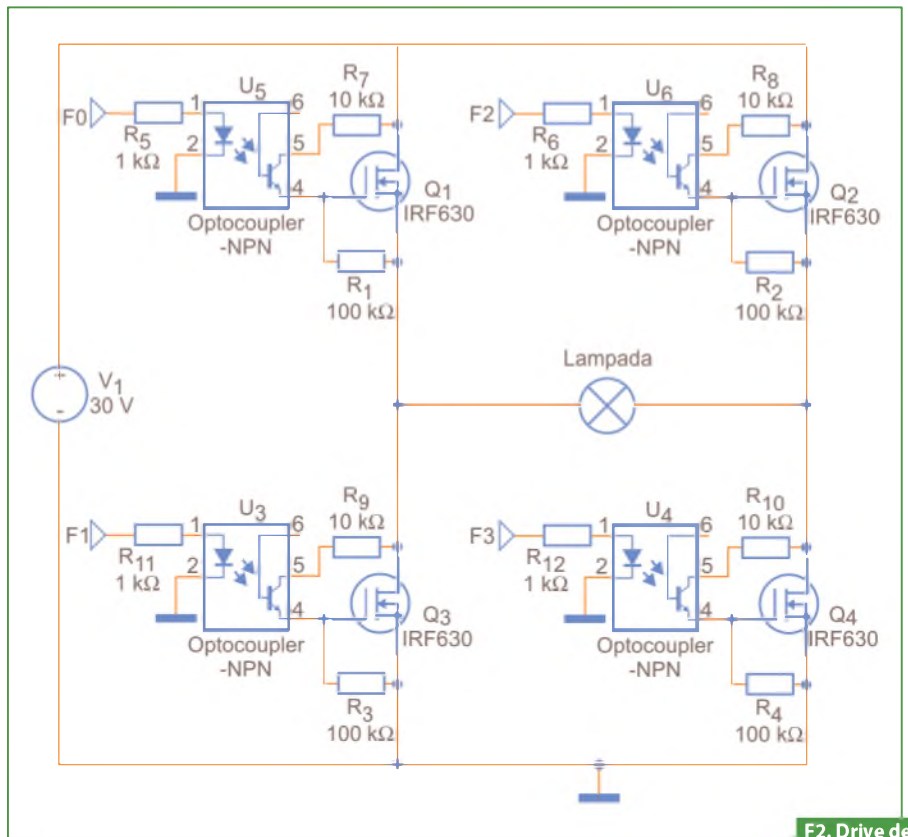 R7
10 kΩ
U5
F0
1
6
R5
1 kΩ
2
5
4
Q1
IRF630
Optocoupler
-NPN
R1
100 kΩ
R8
10 kΩ
U6
F2
1
6
R6
1 kΩ
2
5
4
Q2
IRF630
Optocoupler
-NPN
R2
100 kΩ
+
V1
30 V
-
Lampada
R9
10 kΩ
U3
F1
1
6
R11
1 kΩ
2
5
4
Q3
IRF630
Optocoupler
-NPN
R3
100 kΩ
R10
10 kΩ
U4
F3
1
6
R12
1 kΩ
2
5
4
Q4
IRF630
Optocoupler
-NPN
R4
100 kΩ
F2. Drive de